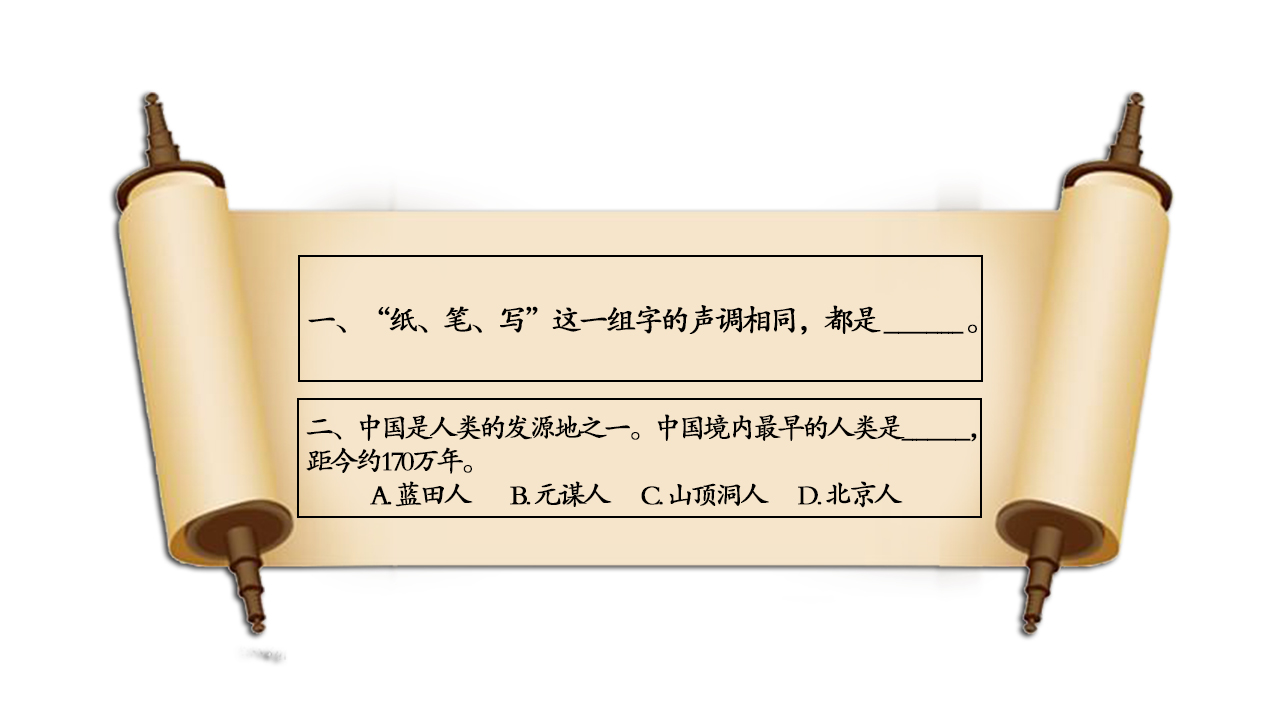 一、“纸、笔、写”这一组字的声调相同，都是______。
二、中国是人类的发源地之一。中国境内最早的人类是_____，
距今约170万年。
A.蓝田人 B.元谋人 C.山顶洞人 D.北京人